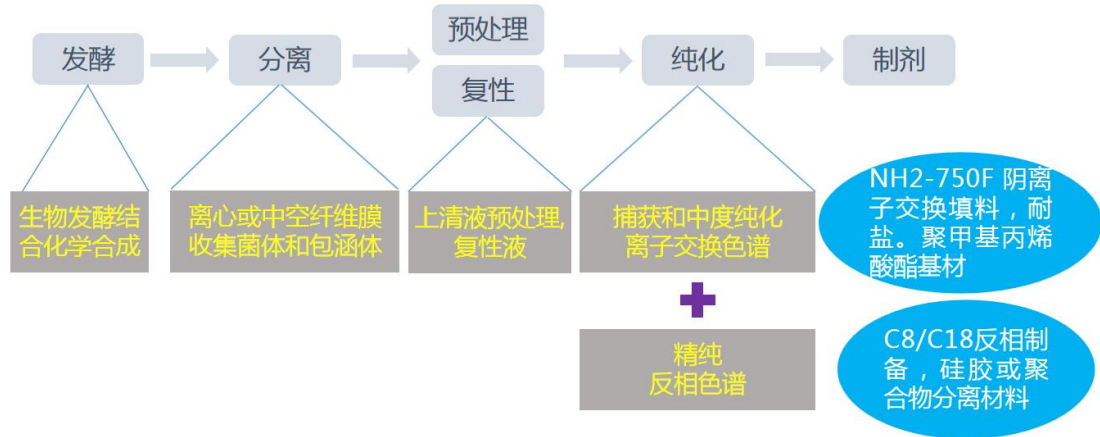 发酵
分离
预处理
复性
纯化
制剂
生物发酵结
合化学合成
离心或中空纤维膜
收集菌体和包涵体
上清液预处理,
复性液
捕获和中度纯化
离子交换色谱
NH2-750F 阴离
子交换填料，耐
盐。聚甲基丙烯
酸酯基材
精纯
反相色谱
C8/C18反相制
备，硅胶或聚
合物分离材料